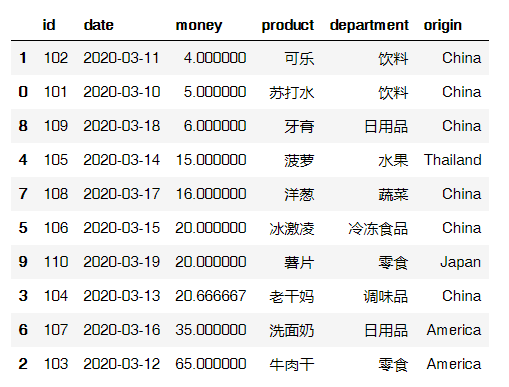 id date money product department origin
1 102 2020-03-11 4.000000 可乐 饮料 China
0 101 2020-03-10 5.000000 苏打水 饮料 China
8 109 2020-03-18 6.000000 牙膏 日用品 China
4 105 2020-03-14 15.000000 菠萝 水果 Thailand
7 108 2020-03-17 16.000000 洋葱 蔬菜 China
5 106 2020-03-15 20.000000 冰激凌 冷冻食品 China
9 110 2020-03-19 20.000000 薯片 零食 Japan
3 104 2020-03-13 20.666667 老干妈 调味品 China
6 107 2020-03-16 35.000000 洗面奶 日用品 America
2 103 2020-03-12 65.000000 牛肉干 零食 America